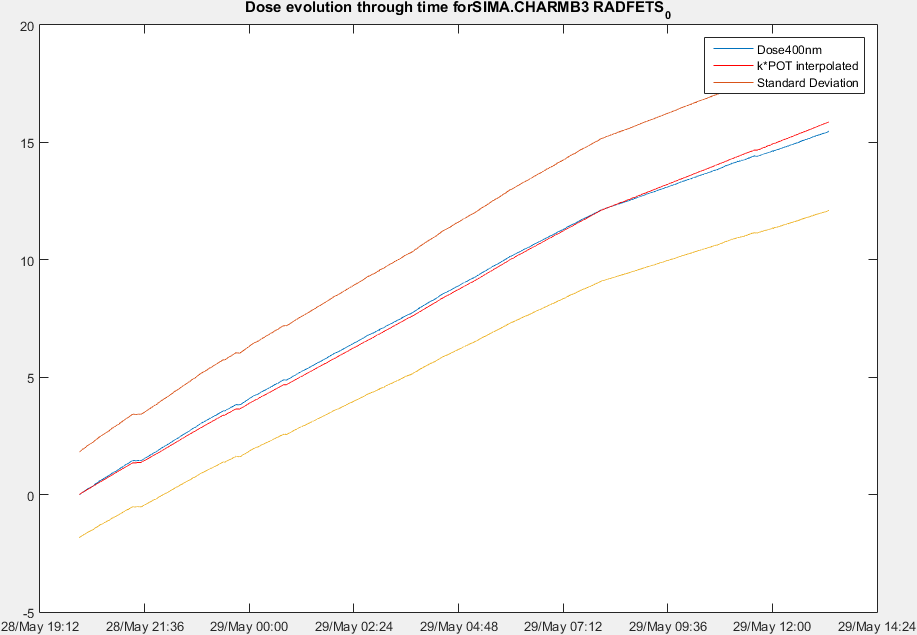 Dose evolution through time forSIMA.CHARMB3 RADFETS₀
20
15
10
5
0
-5
Dose400nm
k*POT interpolated
Standard Deviation
28/May 19:12 28/May 21:36 29/May 00:00 29/May 02:24 29/May 04:48 29/May 07:12 29/May 09:36 29/May 12:00 29/May 14:24